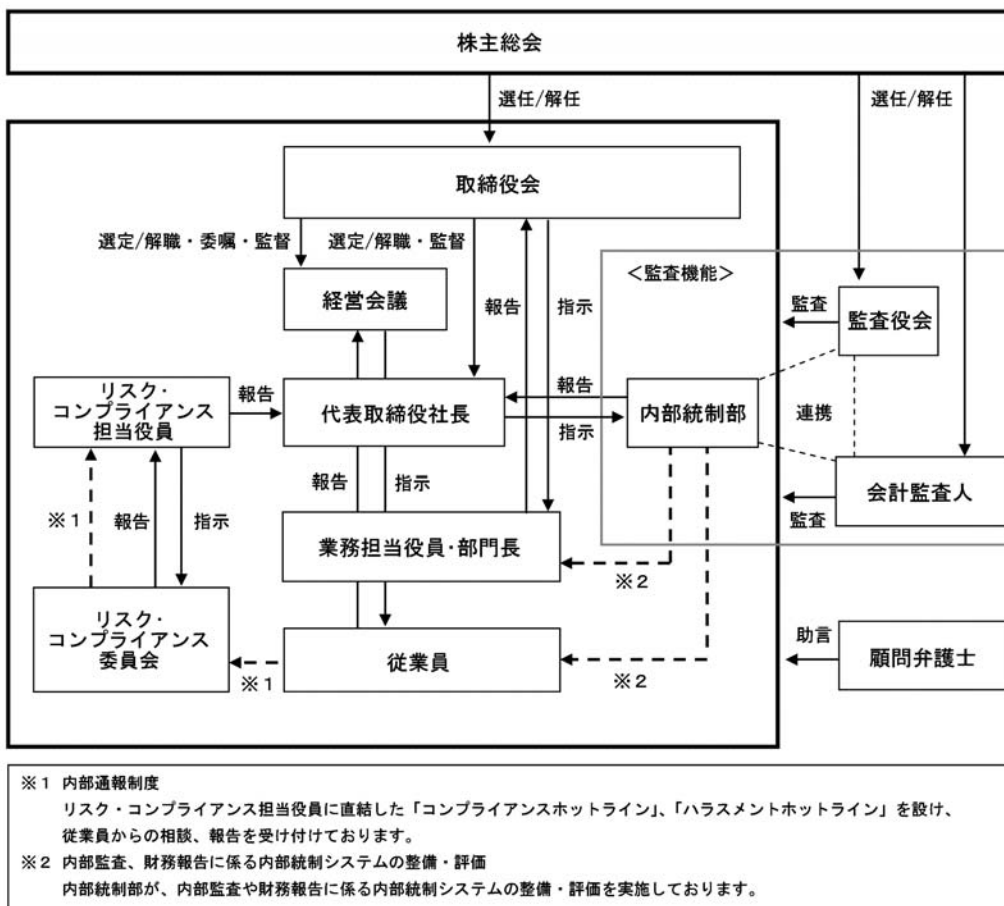 株主総会
選任/解任
選任/解任
取締役会
選定/解職・委嘱・監督
選定/解職・監督
報告
指示
＜監査機能＞
経営会議
監査
監査役会
リスク・
コンプライアンス
担当役員
報告
代表取締役社長
報告
指示
内部統制部
連携
※1
報告
指示
報告
指示
監査
会計監査人
業務担当役員・部門長
※2
リスク・
コンプライアンス
委員会
※1
従業員
※2
助言
顧問弁護士
※1 内部通報制度
リスク・コンプライアンス担当役員に直結した「コンプライアンスホットライン」、「ハラスメントホットライン」を設け、
従業員からの相談、報告を受け付けております。
※2 内部監査、財務報告に係る内部統制システムの整備・評価
内部統制部が、内部監査や財務報告に係る内部統制システムの整備・評価を実施しております。